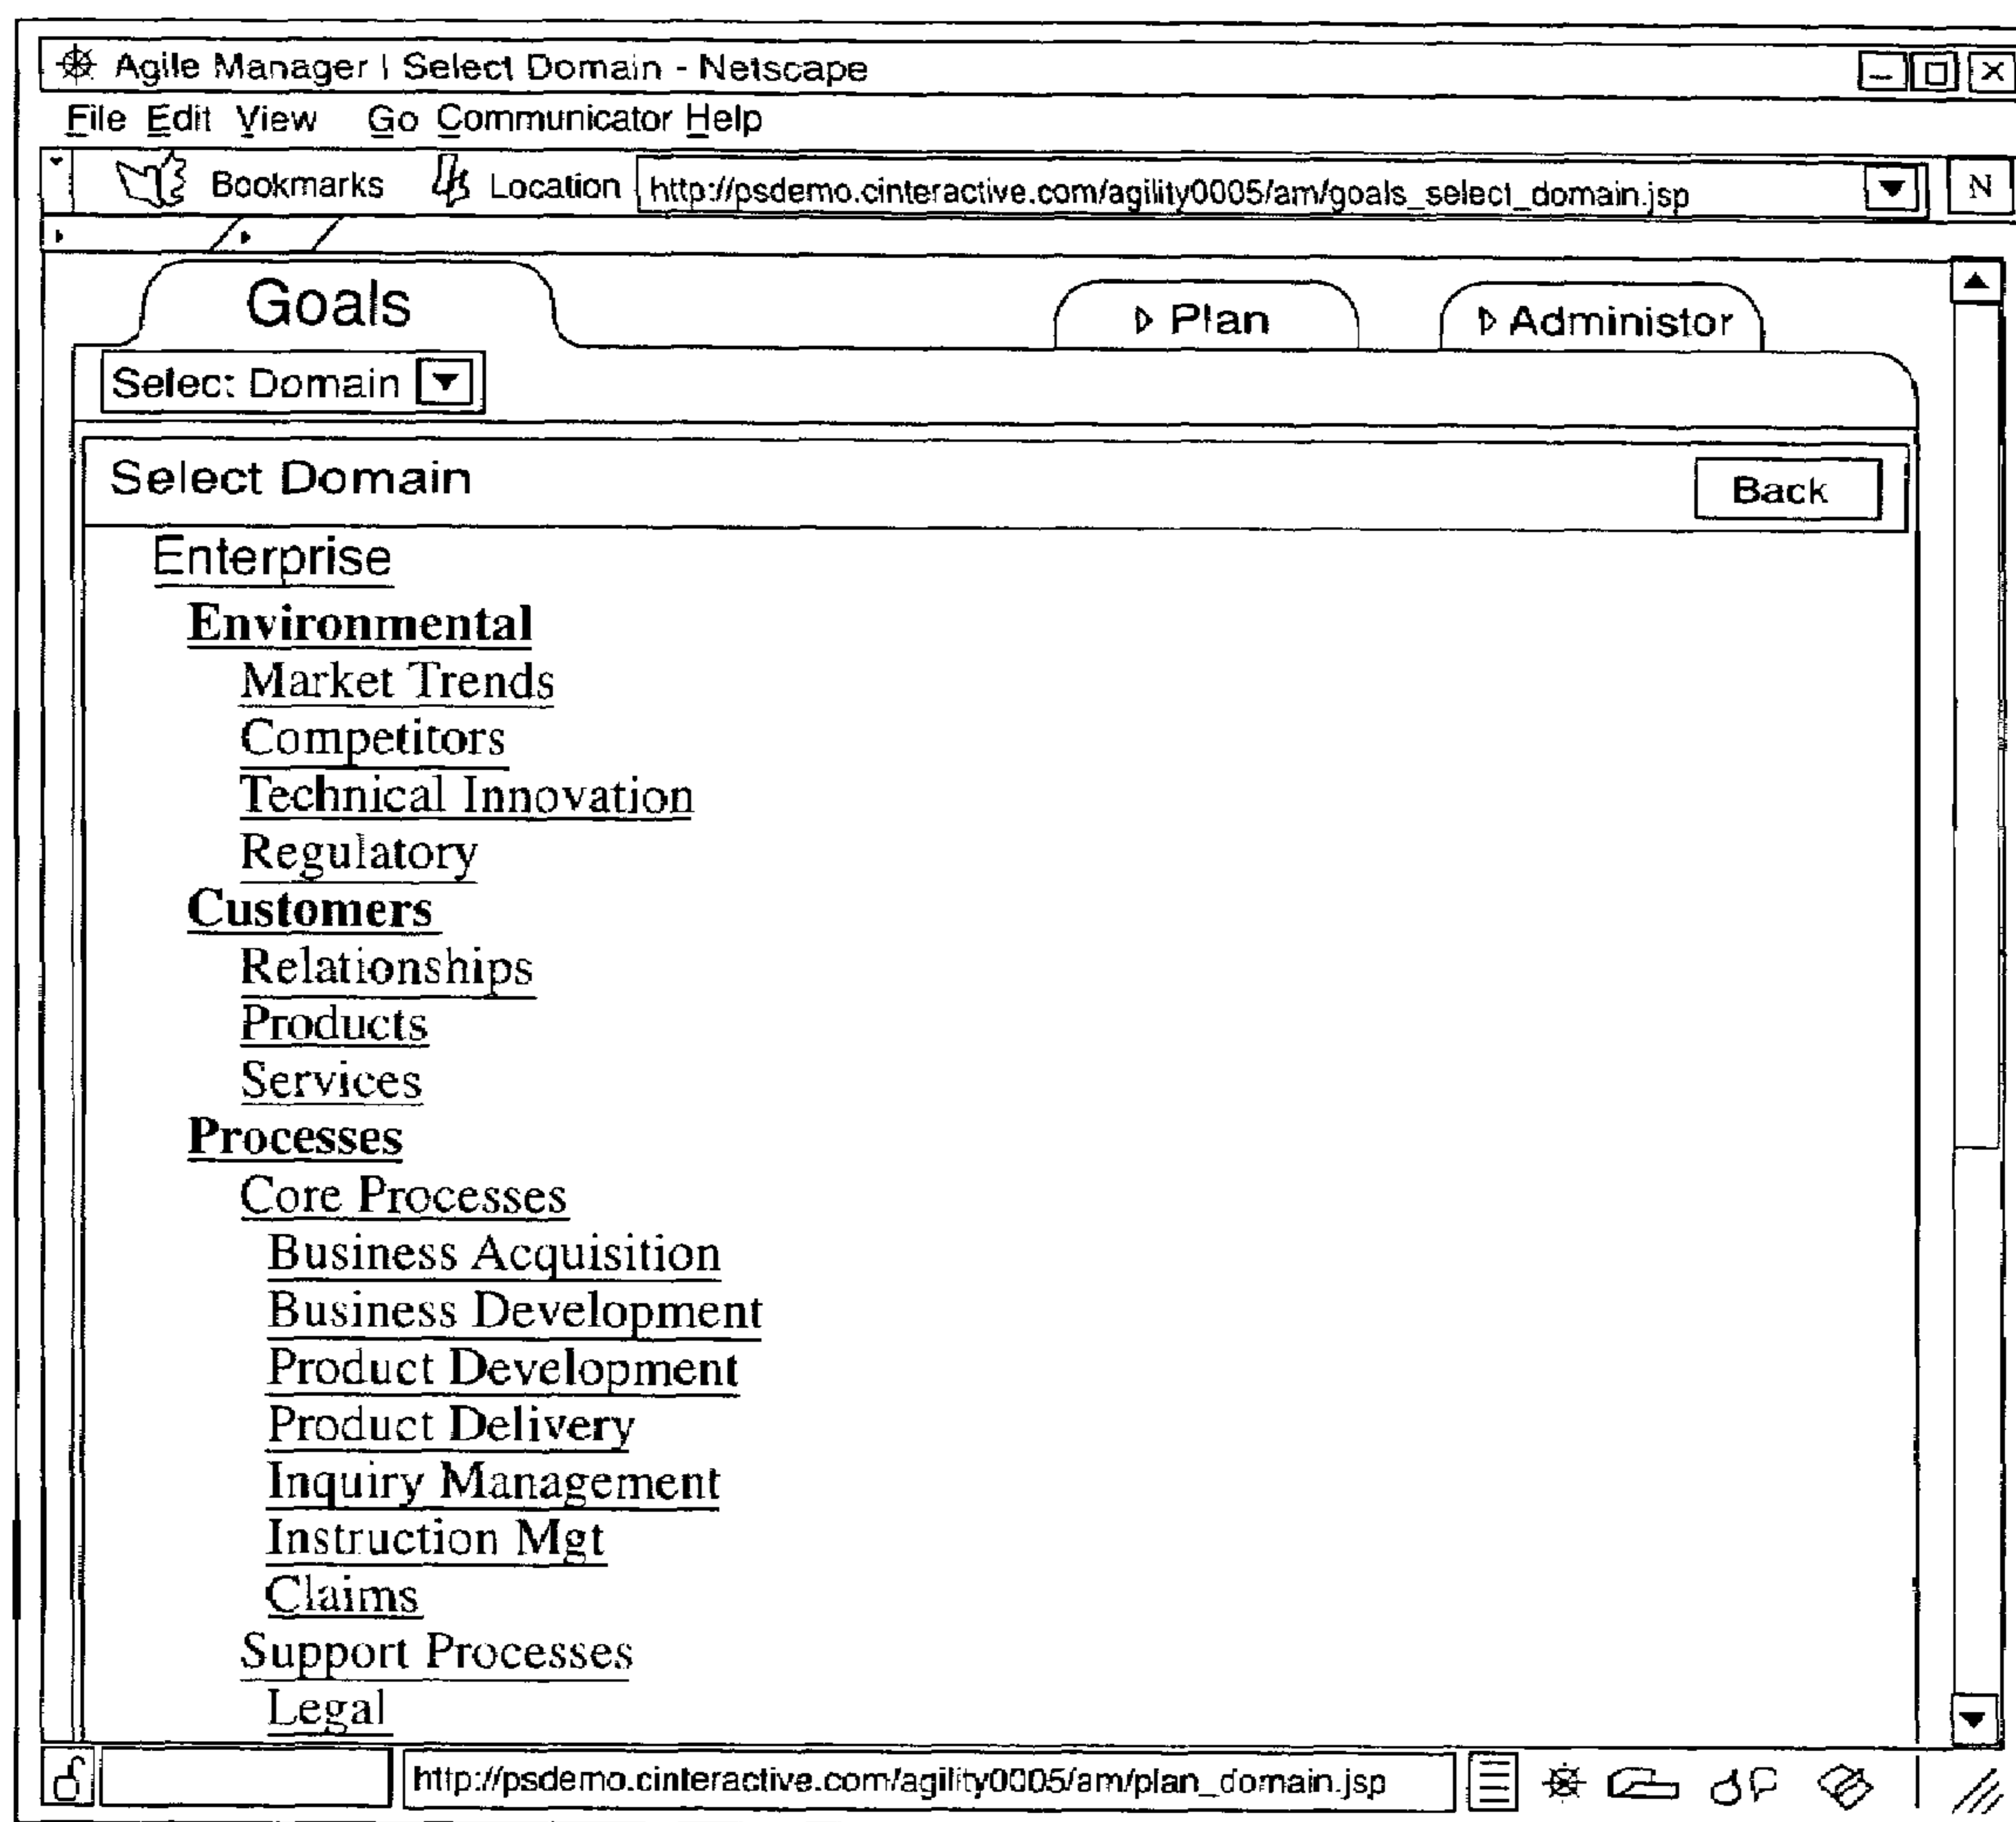 Agile Manager | Select Domain - Netscape
File Edit View Go Communicator Help
Bookmarks Location http://psdemo.cinteractive.com/agility0005/am/goals_select_domain.jsp N
Goals Plan Administor
Select Domain
Select Domain Back
Enterprise
Environmental
Market Trends
Competitors
Technical Innovation
Regulatory
Customers
Relationships
Products
Services
Processes
Core Processes
Business Acquisition
Business Development
Product Development
Product Delivery
Inquiry Management
Instruction Mgt
Claims
Support Processes
Legal
http://psdemo.cinteractive.com/agility0005/am/plan_domain.jsp